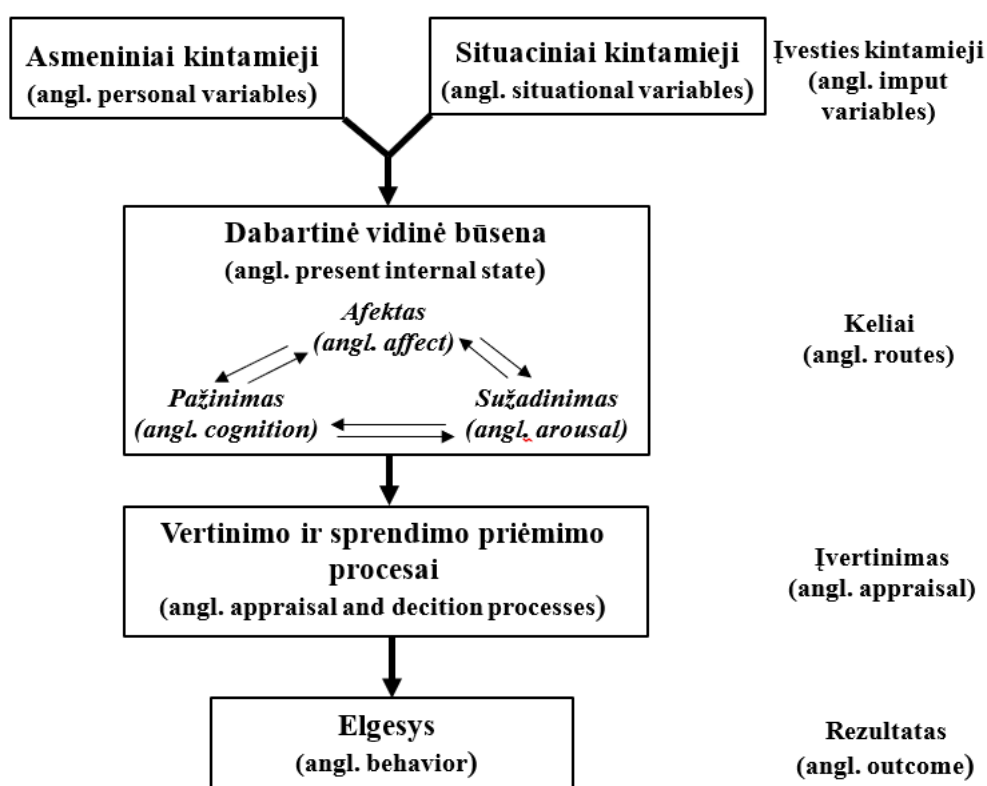 Asmeniniai kintamieji
(angl. personal variables)
Situaciniai kintamieji
(angl. situational variables)
Įvesties kintamieji
(angl. imput
variables)
Dabartinė vidinė būsena
(angl. present internal state)
Afektas
(angl. affect)
Pažinimas
(angl. cognition)
Sužadinimas
(angl. arousal)
Keliai
(angl. routes)
Vertinimo ir sprendimo priėmimo
procesai
(angl. appraisal and decition processes)
Įvertinimas
(angl. appraisal)
Elgesys
(angl. behavior)
Rezultatas
(angl. outcome)